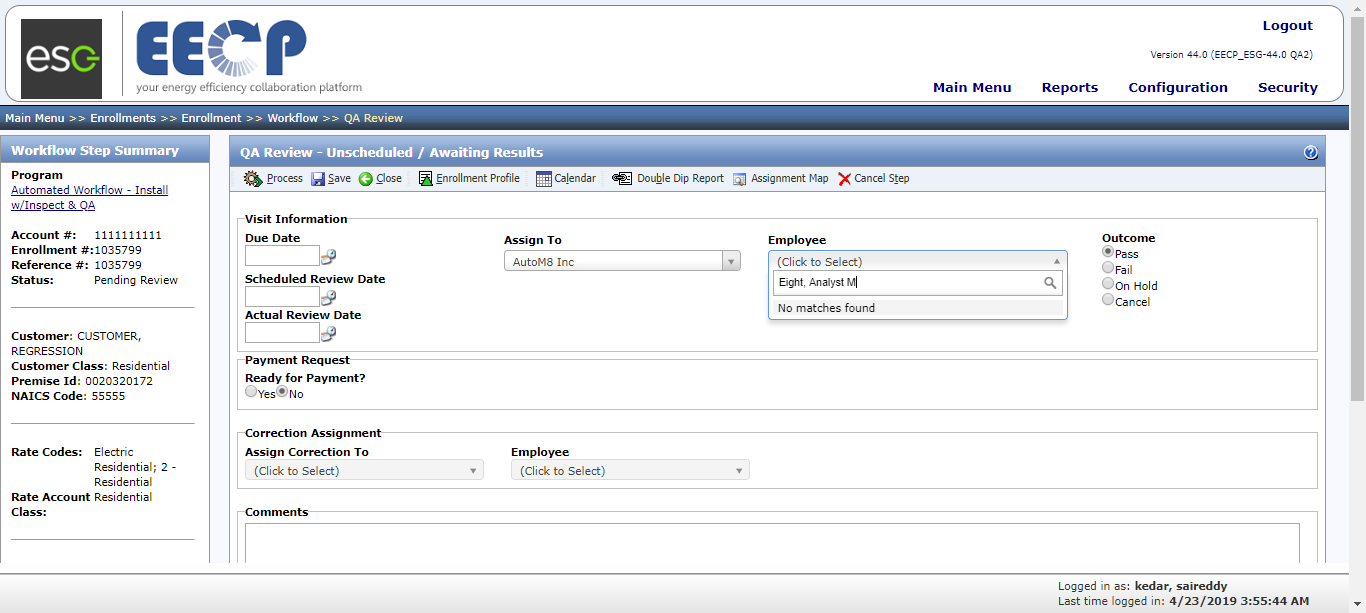 Logout
esg
EECP
your energy efficiency collaboration platform
Version 44.0 (EECP_ESG-44.0 QA2)
Main Menu Reports Configuration Security
Main Menu >> Enrollments >> Enrollment >> Workflow >> QA Review
Workflow Step Summary
Program
Automated Workflow - Install
w/Inspect & QA
Account #: 1111111111
Enrollment #:1035799
Reference #: 1035799
Status: Pending Review
Customer: CUSTOMER,
REGRESSION
Customer Class: Residential
Premise Id: 0020320172
NAICS Code: 55555
Rate Codes: Electric
Residential; 2 -
Residential
Rate Account Residential
Class:
QA Review - Unscheduled / Awaiting Results
?
Process Save Close Enrollment Profile Calendar Double Dip Report Assignment Map Cancel Step
Visit Information
Due Date
Scheduled Review Date
Actual Review Date
Assign To
AutoM8 Inc
Employee
(Click to Select)
Eight, Analyst M
No matches found
Outcome
Pass
Fail
On Hold
Cancel
Payment Request
Ready for Payment?
Yes No
Correction Assignment
Assign Correction To Employee
(Click to Select) (Click to Select)
Comments
Logged in as: kedar, saireddy
Last time logged in: 4/23/2019 3:55:44 AM